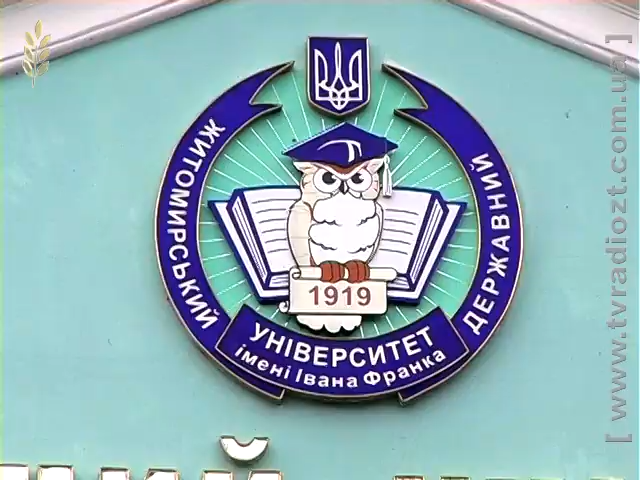 ЖИТОМИРСЬКИЙ
ДЕРЖАВНИЙ
1919
УНІВЕРСИТЕТ
імені Івана Франка
[ www.tvradiozt.com.ua ]